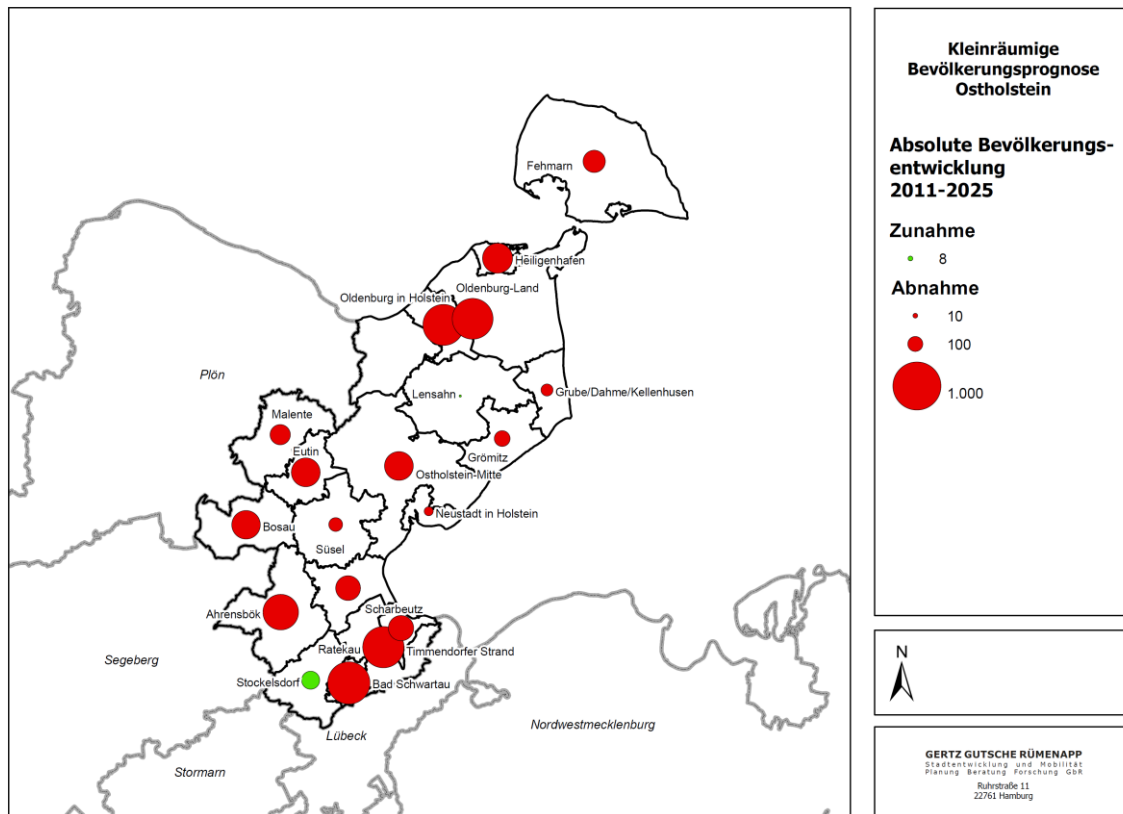 Fehmarn
Heiligenhafen
Oldenburg-Land
Oldenburg in Holstein
Plön
Lensahn
Grube/Dahme/Kellenhusen
Malente
Eutin
Grömitz
Ostholstein-Mitte
Neustadt in Holstein
Bosau
Süsel
Ahrensbök
Scharbeutz
Ratekau
Timmendorfer Strand
Segeberg
Stockelsdorf
Bad Schwartau
Nordwestmecklenburg
Lübeck
Stormarn
Kleinräumige
Bevölkerungsprognose
Ostholstein
Absolute Bevölkerungs-
entwicklung
2011-2025
Zunahme
8
Abnahme
10
100
1.000
N
GERTZ GUTSCHE RÜMENAPP
Stadtentwicklung und Mobilität
Planung Beratung Forschung GbR
Ruhrstraße 11
22761 Hamburg